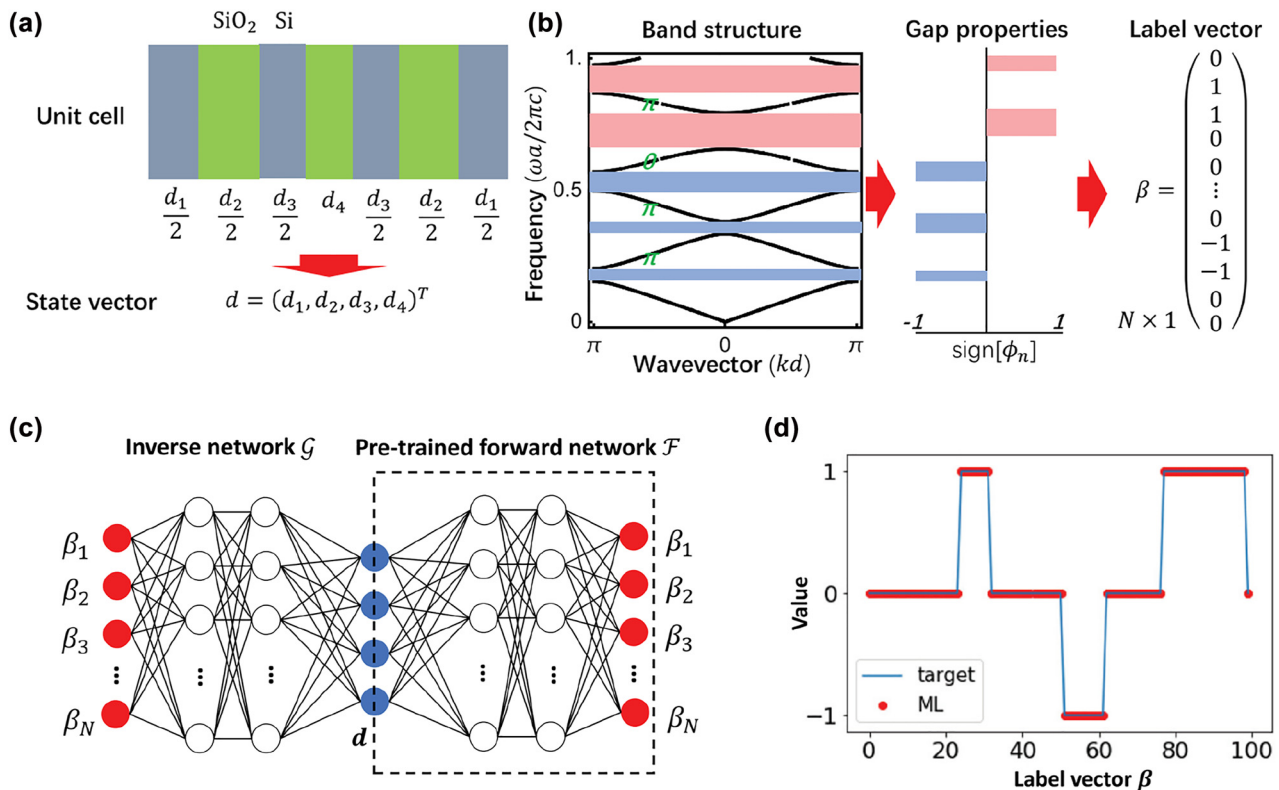 (a)
SiO₂ Si
Unit cell
d₁/2 d₂/2 d₃/2 d₄ d₃/2 d₂/2 d₁/2
State vector
d = (d₁, d₂, d₃, d₄)ᵀ
(b)
Band structure
Gap properties
Label vector
Frequency (ωa/2πc)
1.
0.5
0
π
0
π
π
π 0 π
Wavevector (kd)
-1 1
sign[ϕₙ]
β =
0
1
1
0
0
⋮
0
−1
−1
0
0
N × 1
(c)
Inverse network 𝒢
Pre-trained forward network ℱ
β₁
β₂
β₃
...
β_N
...
...
d
...
...
...
β₁
β₂
β₃
...
β_N
(d)
Value
1
0
−1
target
ML
0 20 40 60 80 100
Label vector β